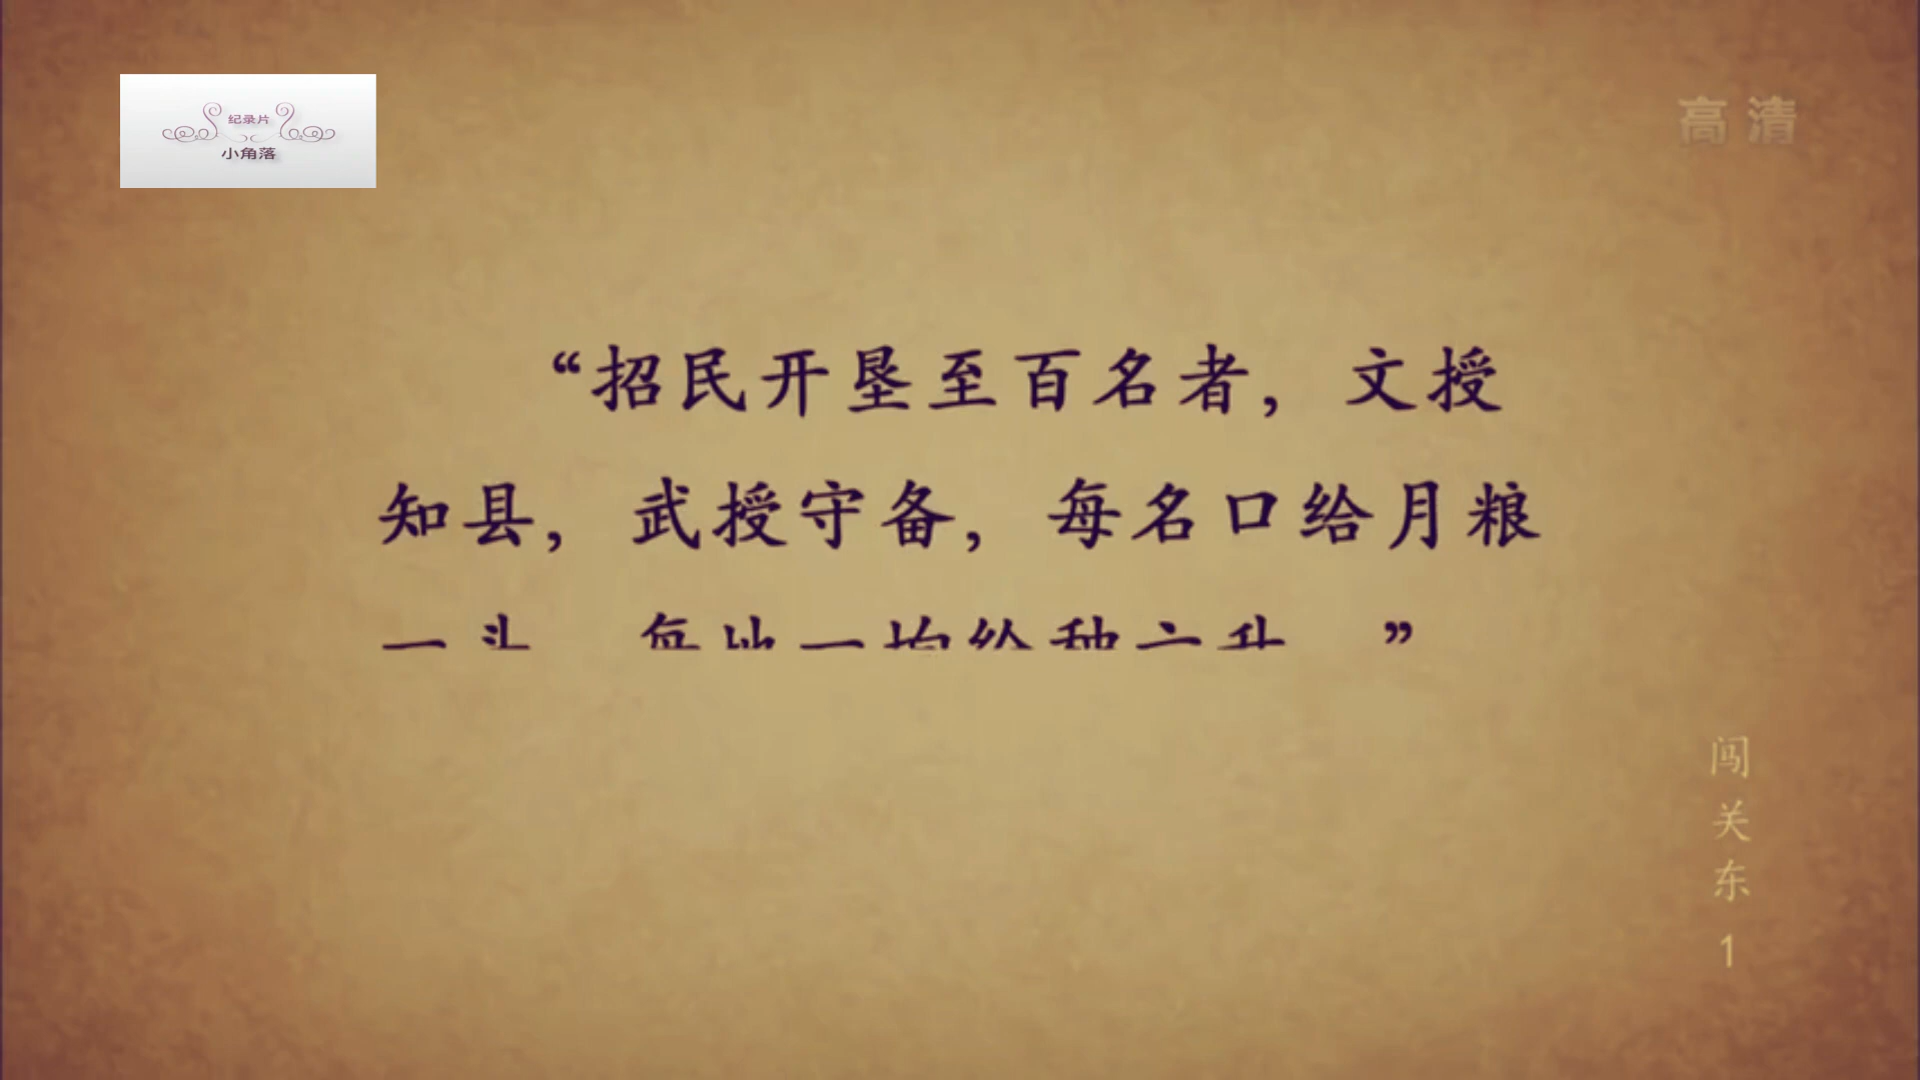 纪录片
小角落
高清
“招民开垦至百名者，文授
知县，武授守备，每名口给月粮
闯关东1